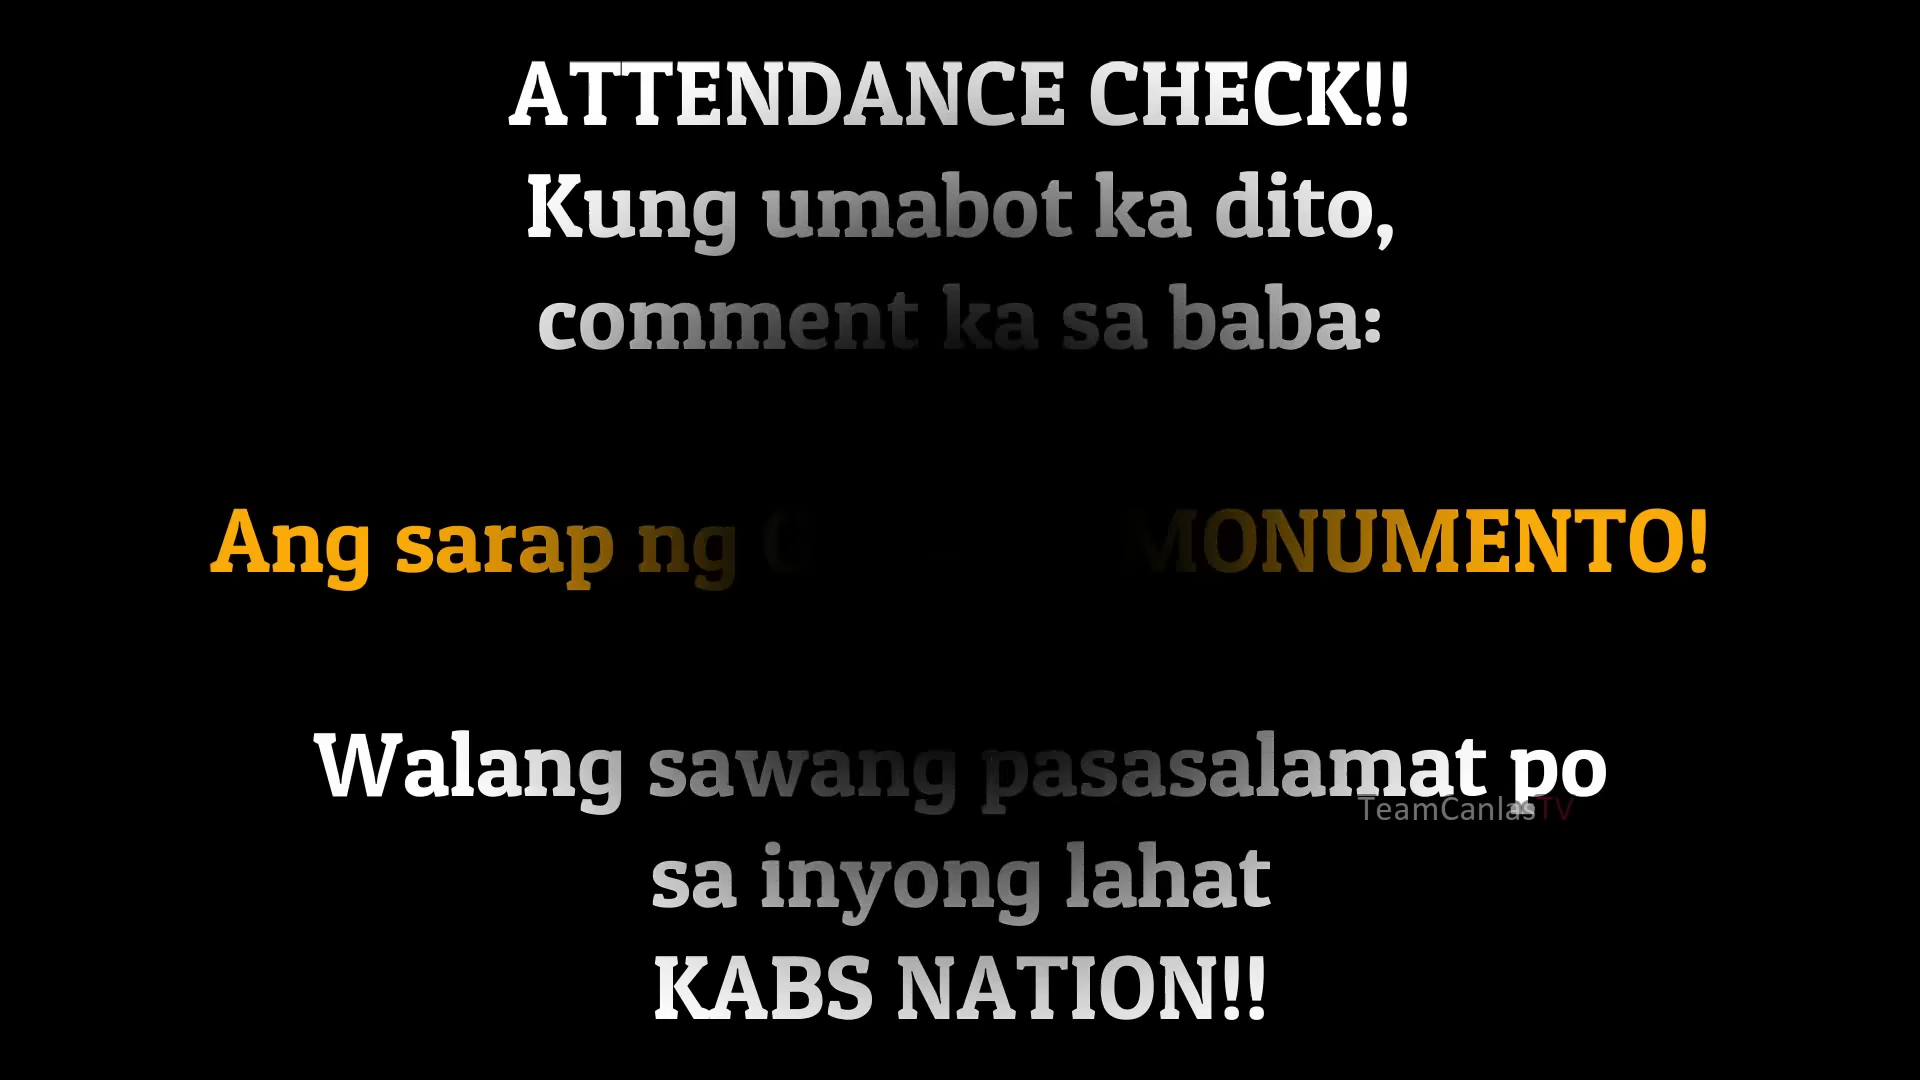 ATTENDANCE CHECK!!
Kung umabot ka dito,
comment ka sa baba:
Ang sarap ng MONUMENTO!
Walang sawang pasasalamat po
TeamCanlasTV
sa inyong lahat
KABS NATION!!